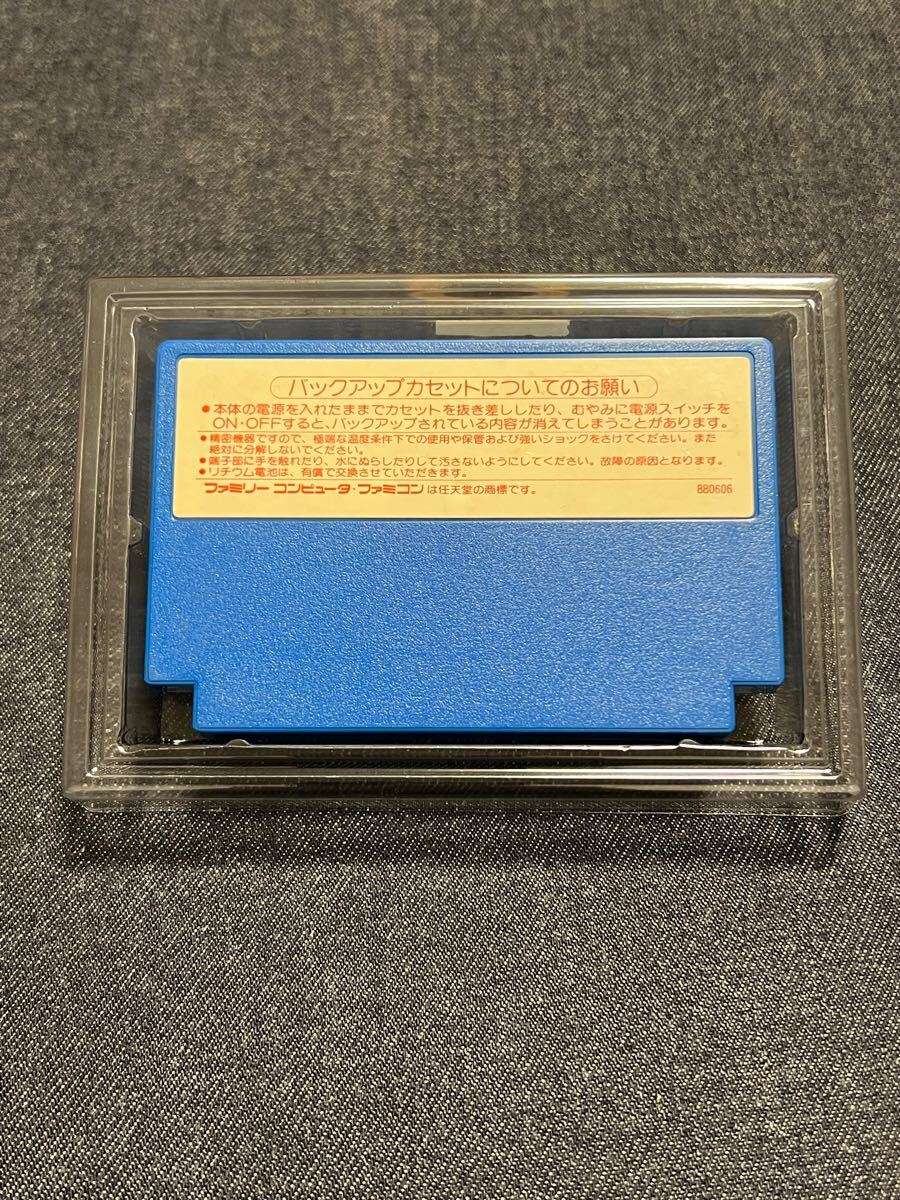 バックアップカセットについてのお願い
●本体の電源を入れたままでカセットを抜き差ししたり、むやみに電源スイッチを
ON・OFFすると、バックアップされている内容が消えてしまうことがあります。
●精密機器ですので、極端な温度条件下での使用や保管および強いショックをさけてください。また
絶対に分解しないでください。
●端子部に手を触れたり、水にぬらしたりして汚さないようにしてください。故障の原因となります。
●リチウム電池は、有償で交換させていただきます。
ファミリー コンピュータ・ファミコンは任天堂の商標です。 880606